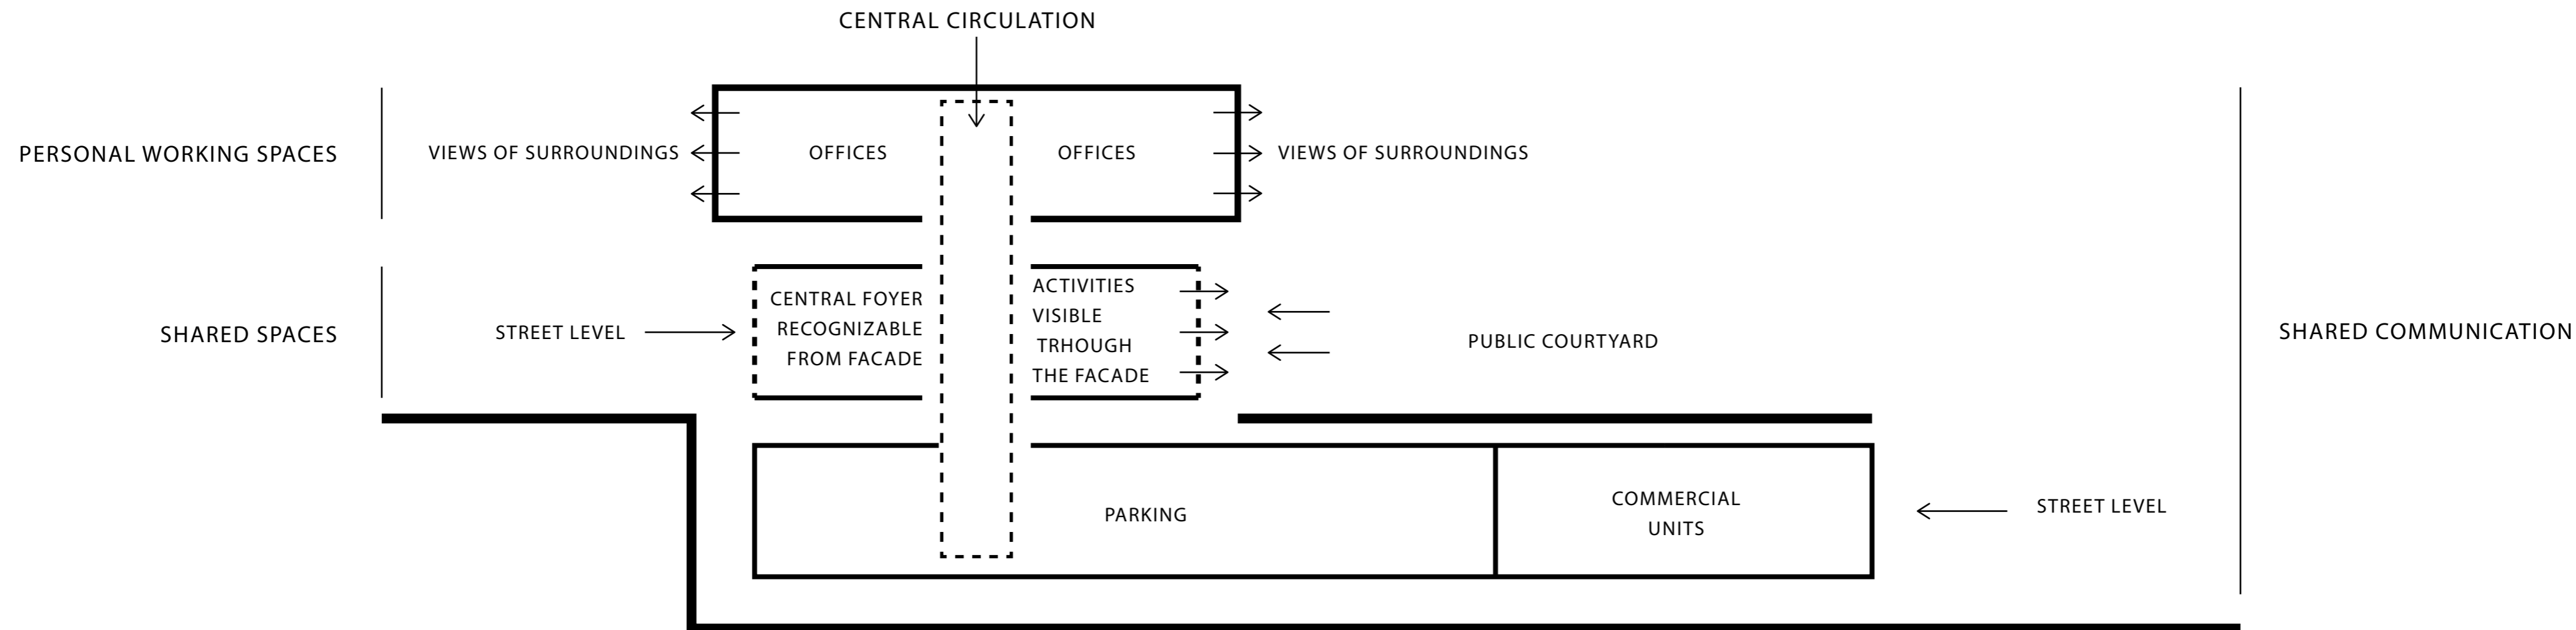 CENTRAL CIRCULATION
PERSONAL WORKING SPACES
VIEWS OF SURROUNDINGS
OFFICES
OFFICES
VIEWS OF SURROUNDINGS
SHARED SPACES
STREET LEVEL
CENTRAL FOYER
RECOGNIZABLE
FROM FACADE
ACTIVITIES
VISIBLE
TRHOUGH
THE FACADE
PUBLIC COURTYARD
SHARED COMMUNICATION
PARKING
COMMERCIAL
UNITS
STREET LEVEL